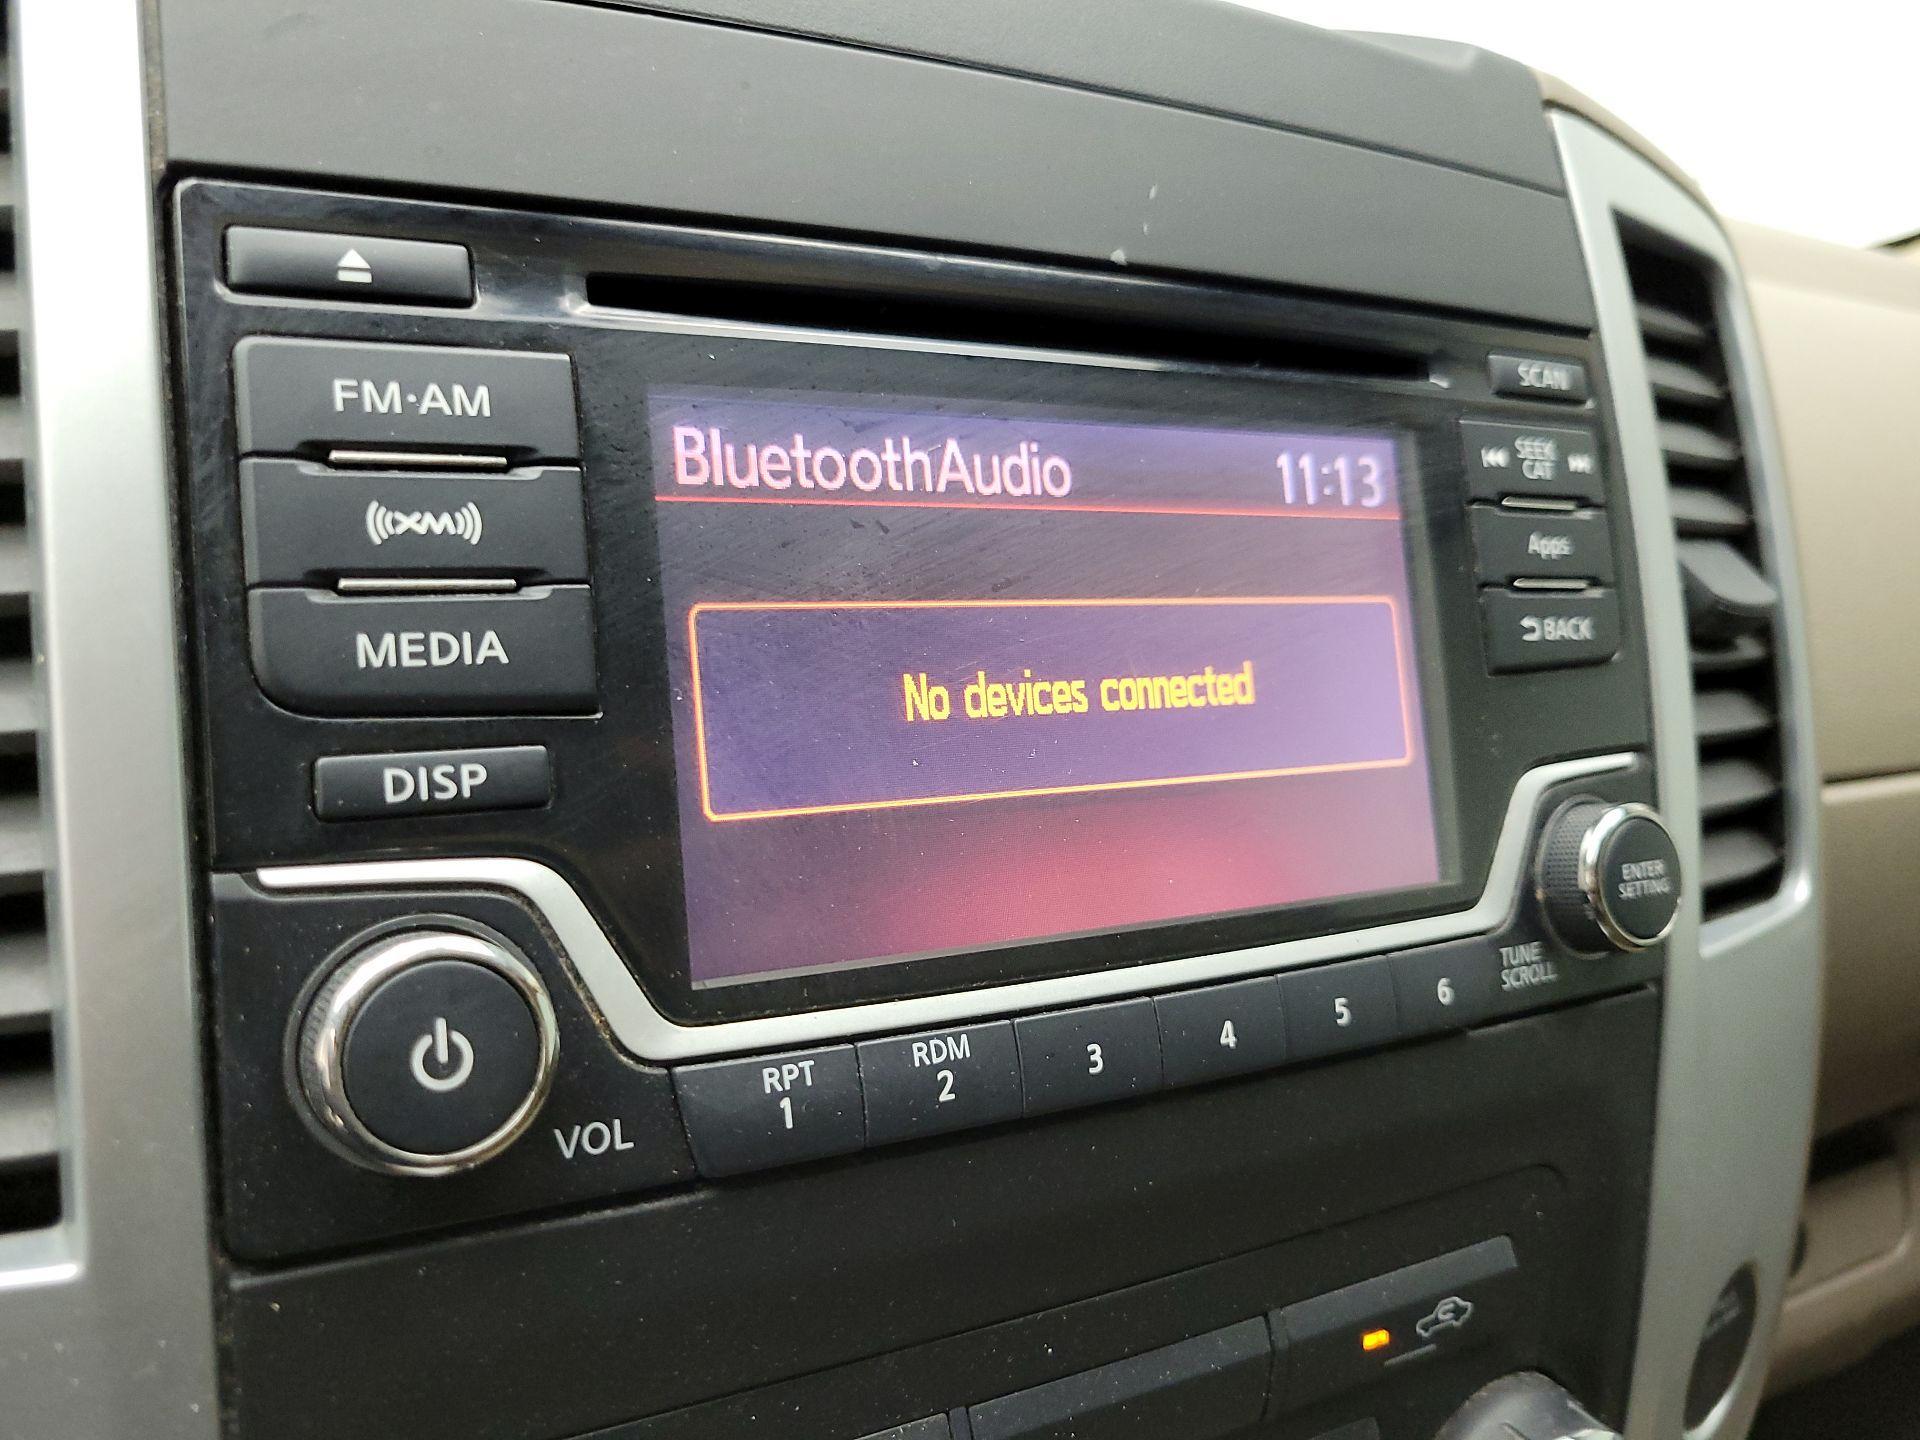 SCAN
FM·AM
BluetoothAudio 11:13
SEEK
CAT
XM
Apps
MEDIA
No devices connected
BACK
DISP
ENTER
SETTING
TUNE
SCROLL
VOL
RPT
1
RDM
2
3
4
5
6